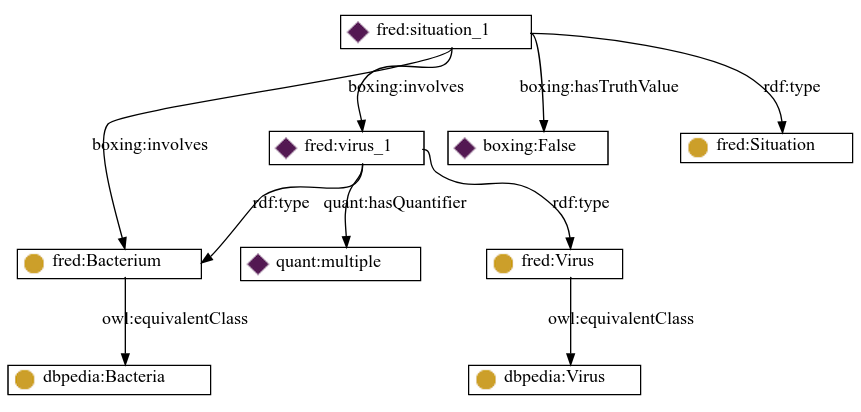 fred:situation_1
boxing:involves
boxing:hasTruthValue
rdf:type
boxing:involves
fred:virus_1
boxing:False
fred:Situation
rdf:type
quant:hasQuantifier
rdf:type
fred:Bacterium
quant:multiple
fred:Virus
owl:equivalentClass
owl:equivalentClass
dbpedia:Bacteria
dbpedia:Virus